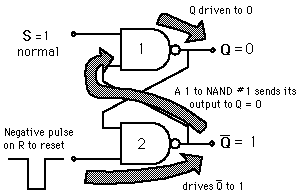 Q driven to 0
S = 1
normal
1
Q = 0
A 1 to NAND #1 sends its
output to Q = 0
Negative pulse
on R to reset
2
Q̅ = 1
drives Q̅ to 1